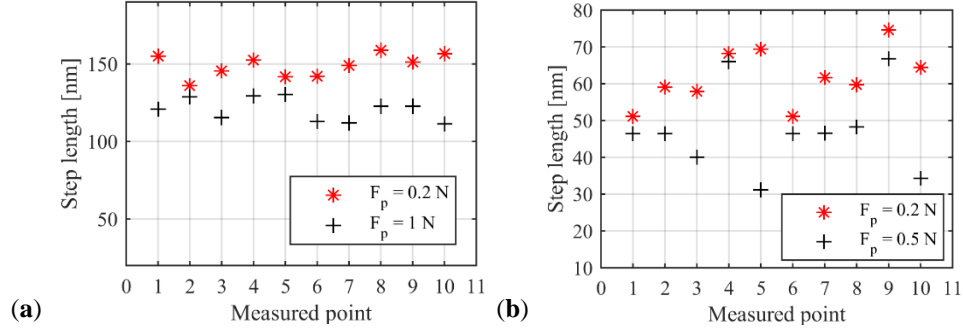 150
100
50
Step length [nm]
F_p = 0.2 N
F_p = 1 N
0 1 2 3 4 5 6 7 8 9 10 11
Measured point
(a)
80
70
60
50
40
30
20
10
Step length [nm]
F_p = 0.2 N
F_p = 0.5 N
0 1 2 3 4 5 6 7 8 9 10 11
Measured point
(b)